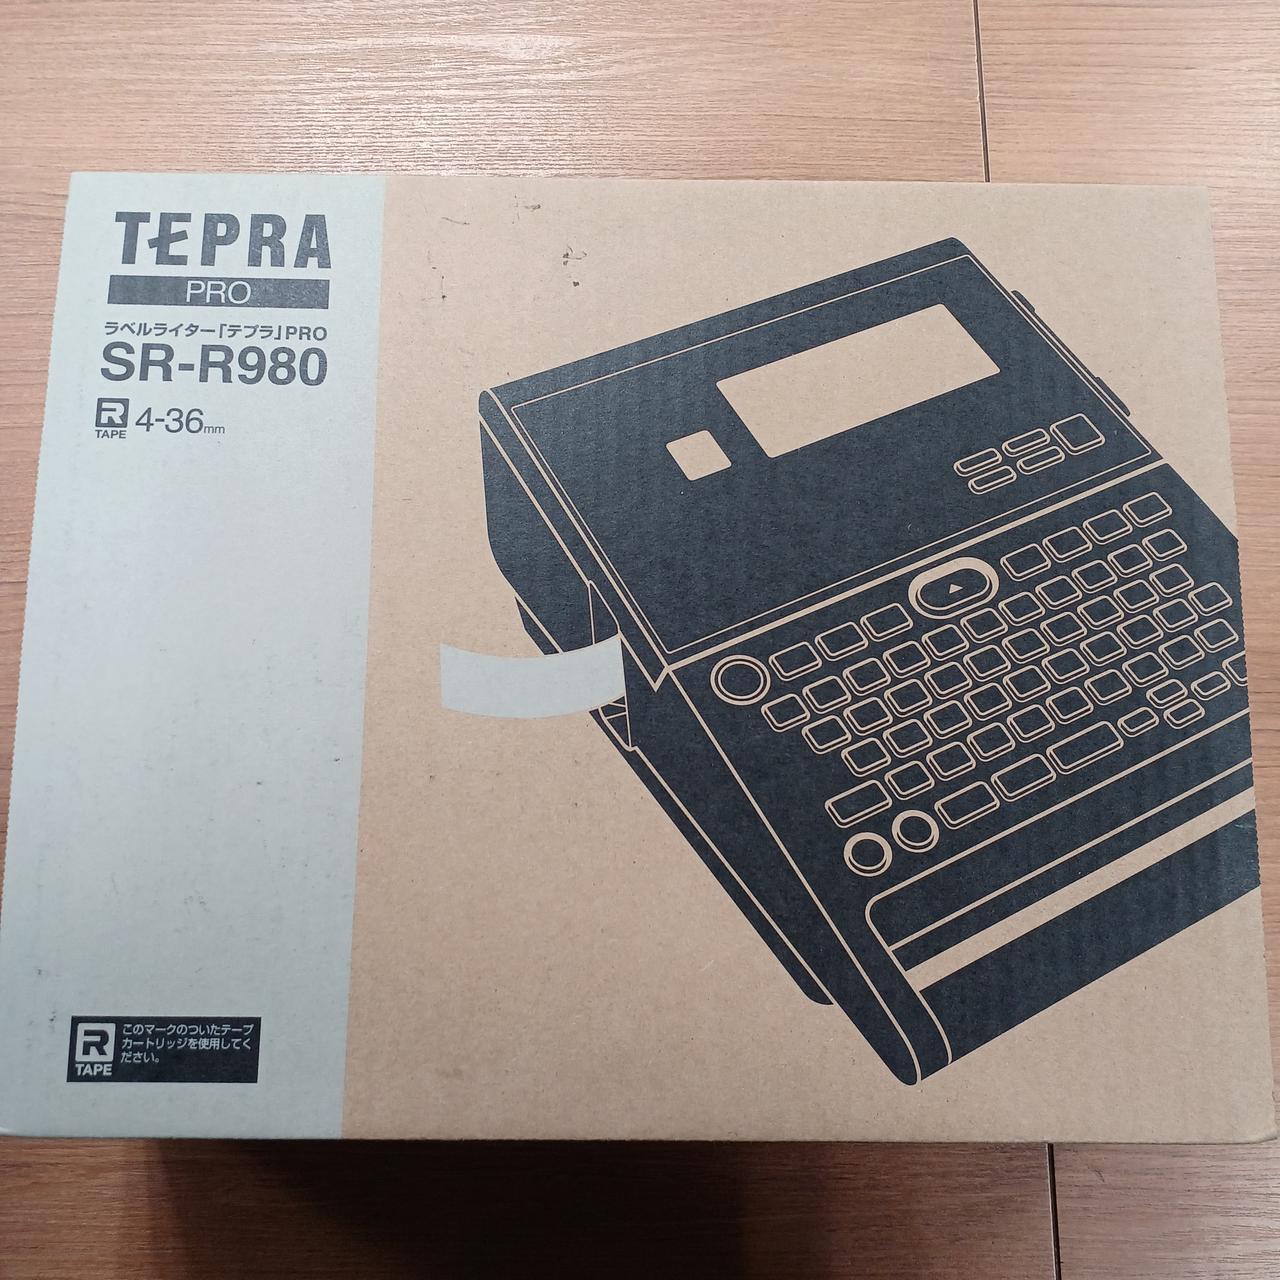 TEPRA
PRO
ラベルライター「テプラ」PRO
SR-R980
R TAPE 4-36mm
R TAPE
このマークのついたテープ
カートリッジを使用してく
ださい。